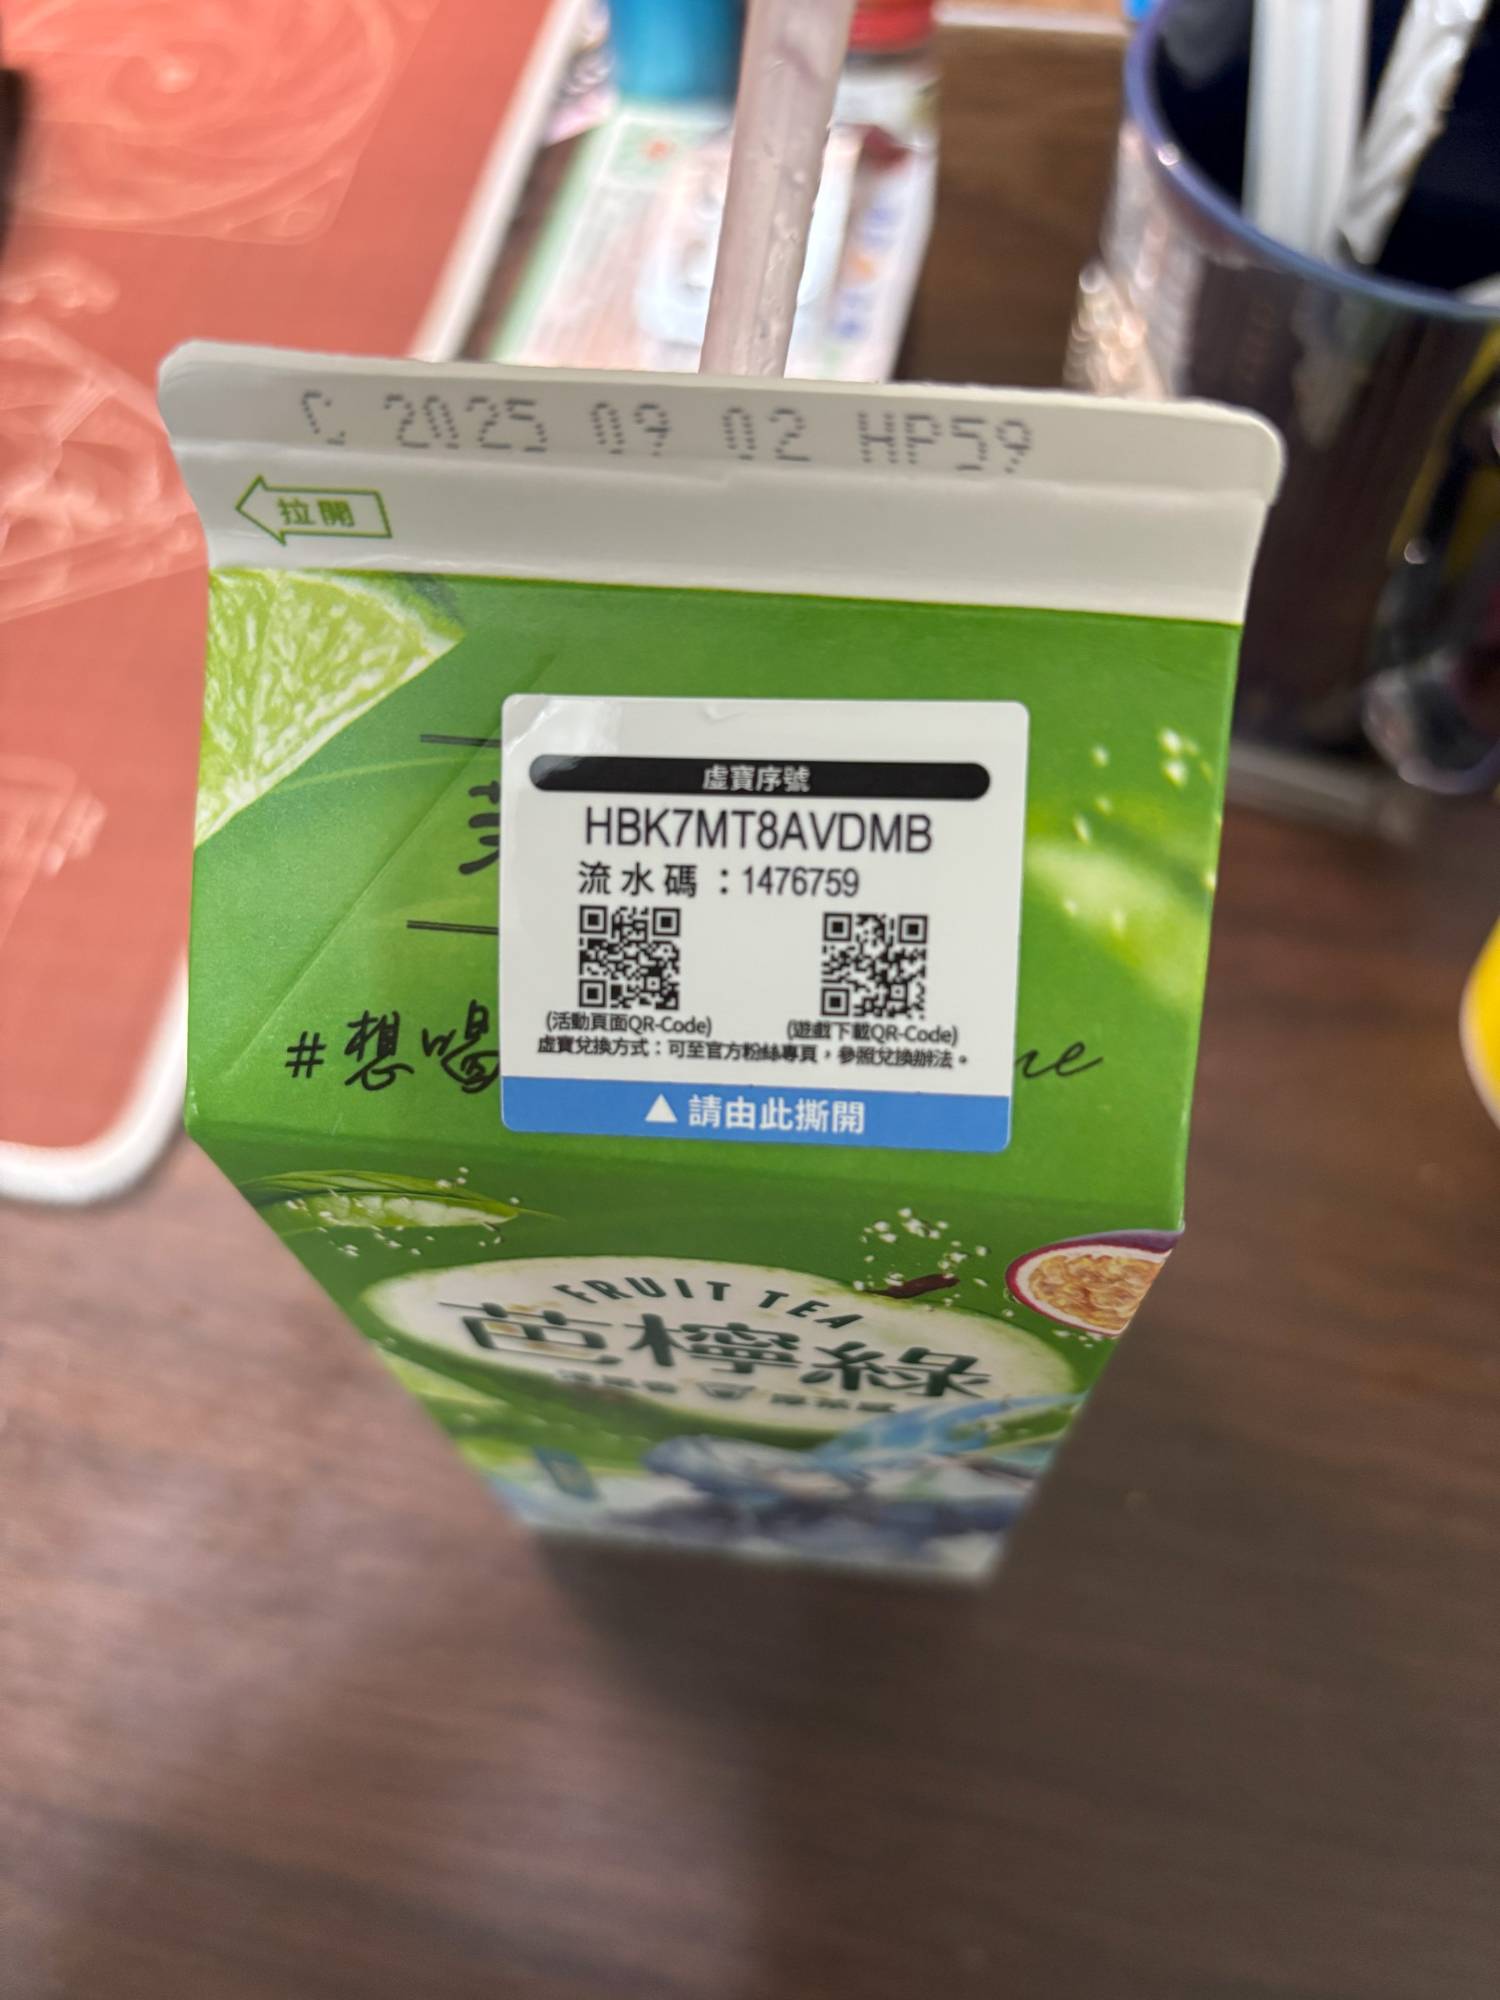 C 2025 09 02 HP59
拉開
虛寶序號
HBK7MT8AVDMB
流水碼：1476759
(活動頁面QR-Code)
(遊戲下載QR-Code)
虛寶兌換方式：可至官方粉絲專頁，參照兌換辦法。
▲ 請由此撕開
#想喝
FRUIT TEA
芭檸綠